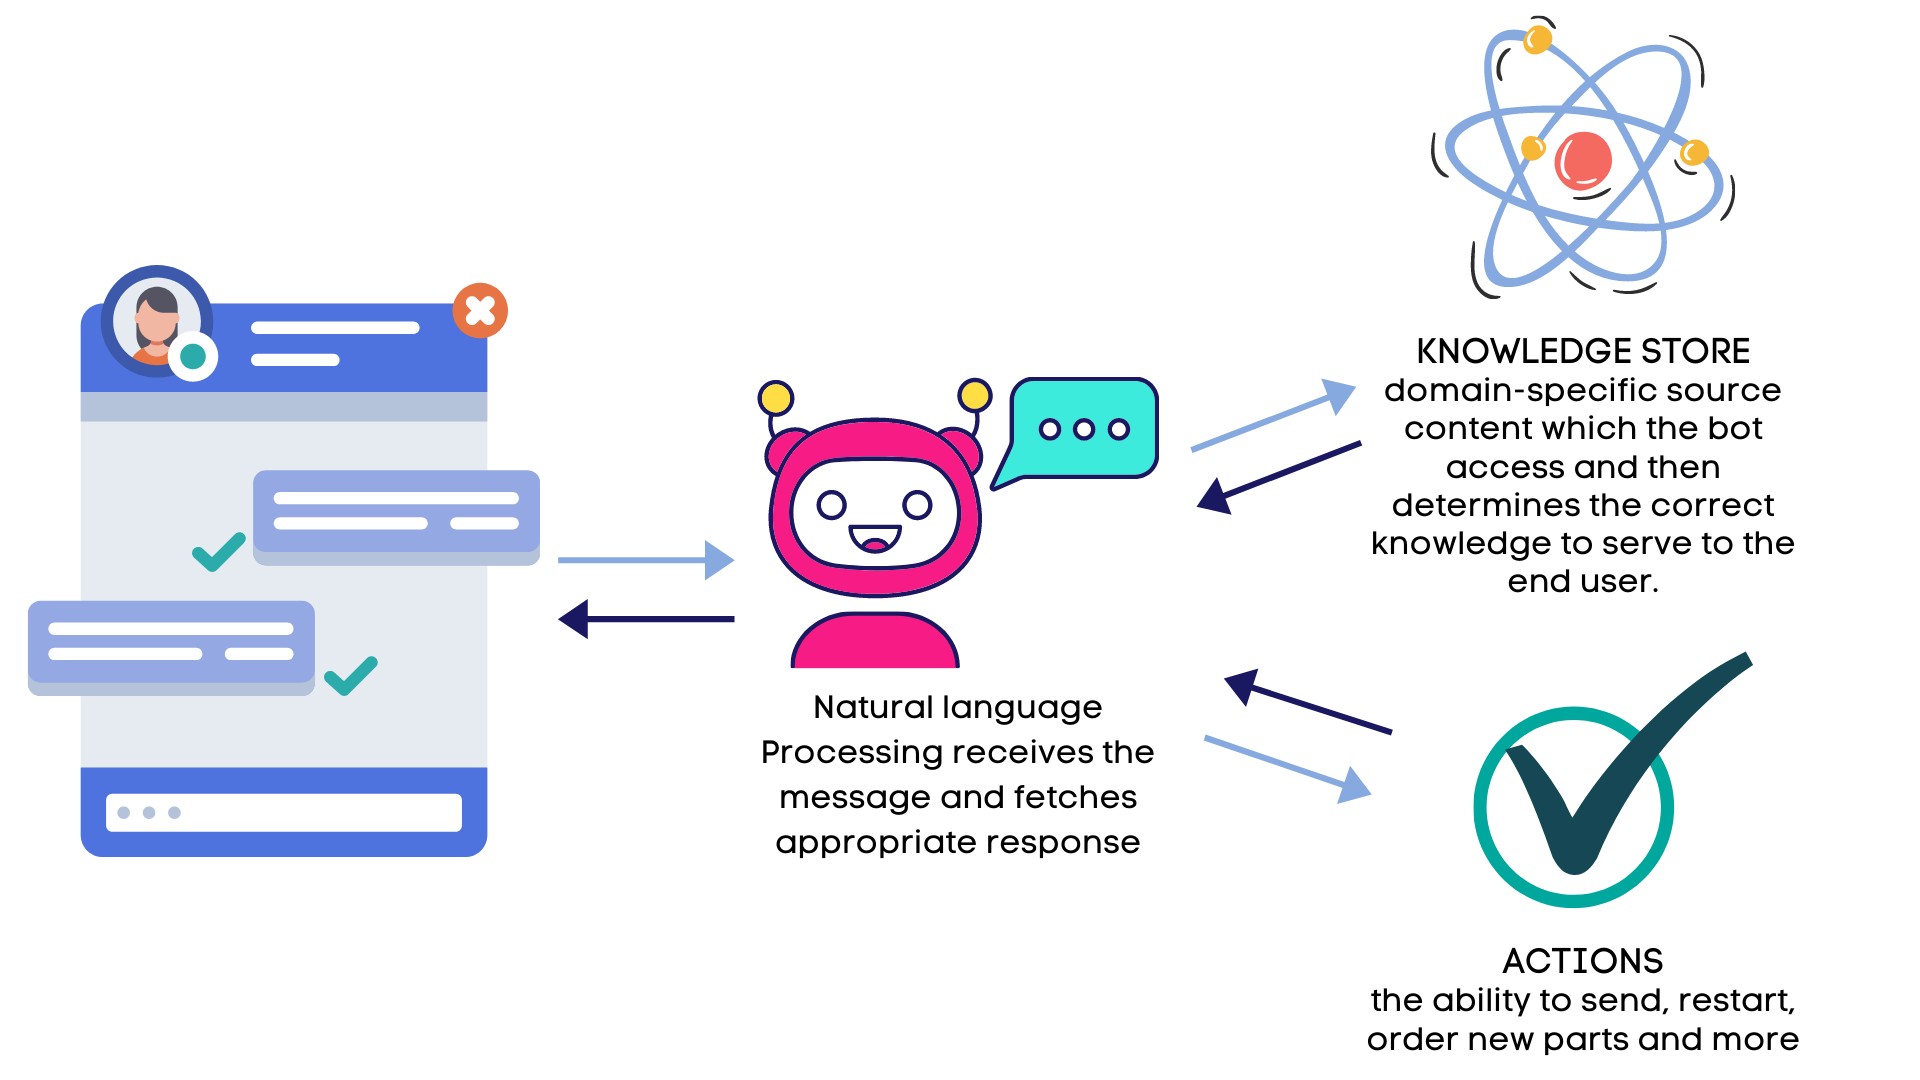 KNOWLEDGE STORE
domain-specific source
content which the bot
access and then
determines the correct
knowledge to serve to the
end user.
Natural language
Processing receives the
message and fetches
appropriate response
ACTIONS
the ability to send, restart,
order new parts and more